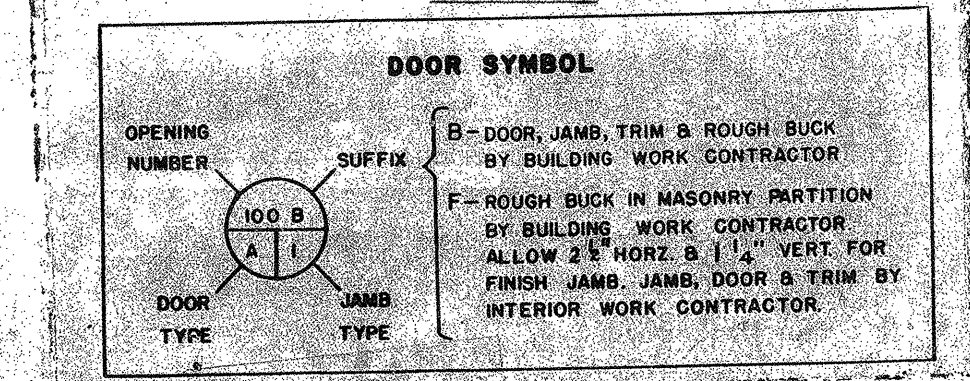 DOOR SYMBOL
OPENING
NUMBER
SUFFIX
100 B
A 1
DOOR
TYPE
JAMB
TYPE
B- DOOR, JAMB, TRIM & ROUGH BUCK
BY BUILDING WORK CONTRACTOR
F- ROUGH BUCK IN MASONRY PARTITION
BY BUILDING WORK CONTRACTOR.
ALLOW 2 1/2" HORZ. & 1 1/4" VERT. FOR
FINISH JAMB. JAMB, DOOR & TRIM BY
INTERIOR WORK CONTRACTOR.